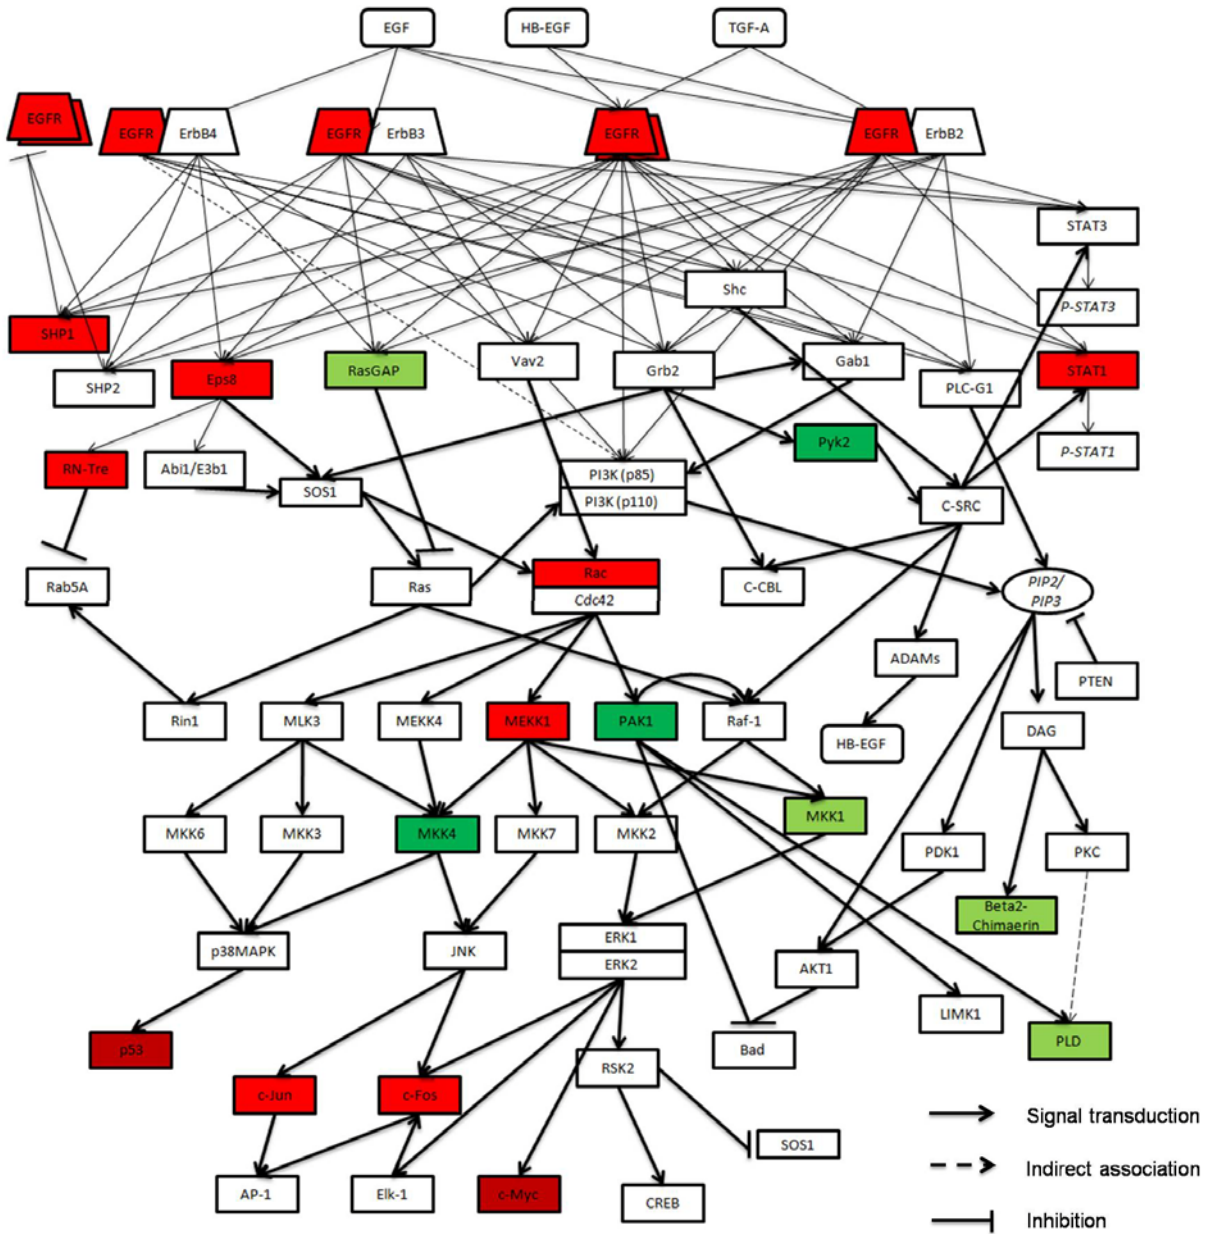 EGF
HB-EGF
TGF-A
EGFR
EGFR
ErbB4
EGFR
ErbB3
EGFR
EGFR
ErbB2
STAT3
Shc
P-STAT3
SHP1
SHP2
Eps8
RasGAP
Vav2
Grb2
Gab1
PLC-G1
STAT1
Pyk2
P-STAT1
RN-Tre
Abi1/E3b1
SOS1
PI3K (p85)
PI3K (p110)
C-SRC
Rab5A
Ras
Rac
Cdc42
C-CBL
PIP2/
PIP3
ADAMs
PTEN
Rin1
MLK3
MEKK4
MEKK1
PAK1
Raf-1
HB-EGF
DAG
MKK6
MKK3
MKK4
MKK7
MKK2
MKK1
PDK1
PKC
Beta2-
Chimaerin
p38MAPK
JNK
ERK1
ERK2
AKT1
LIMK1
p53
Bad
PLD
RSK2
c-Jun
c-Fos
SOS1
AP-1
Elk-1
c-Myc
CREB
Signal transduction
Indirect association
Inhibition